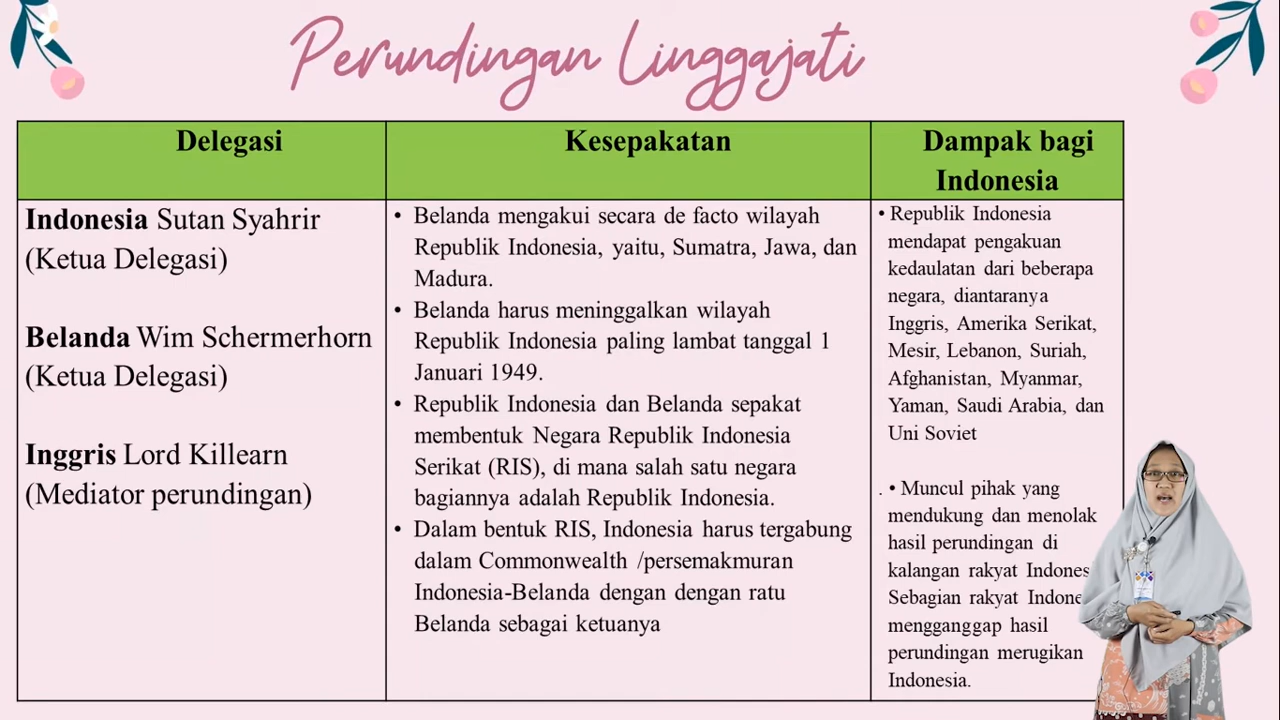 Perundingan Linggajati
Delegasi
Kesepakatan
Dampak bagi
Indonesia
Indonesia Sutan Syahrir
(Ketua Delegasi)
Belanda Wim Schermerhorn
(Ketua Delegasi)
Inggris Lord Killearn
(Mediator perundingan)
• Belanda mengakui secara de facto wilayah
Republik Indonesia, yaitu, Sumatra, Jawa, dan
Madura.
• Belanda harus meninggalkan wilayah
Republik Indonesia paling lambat tanggal 1
Januari 1949.
• Republik Indonesia dan Belanda sepakat
membentuk Negara Republik Indonesia
Serikat (RIS), di mana salah satu negara
bagiannya adalah Republik Indonesia.
• Dalam bentuk RIS, Indonesia harus tergabung
dalam Commonwealth /persemakmuran
Indonesia-Belanda dengan dengan ratu
Belanda sebagai ketuanya
• Republik Indonesia
mendapat pengakuan
kedaulatan dari beberapa
negara, diantaranya
Inggris, Amerika Serikat,
Mesir, Lebanon, Suriah,
Afghanistan, Myanmar,
Yaman, Saudi Arabia, dan
Uni Soviet
. • Muncul pihak yang
mendukung dan menolak
hasil perundingan di
kalangan rakyat Indones
Sebagian rakyat Indone
mengganggap hasil
perundingan merugikan
Indonesia.